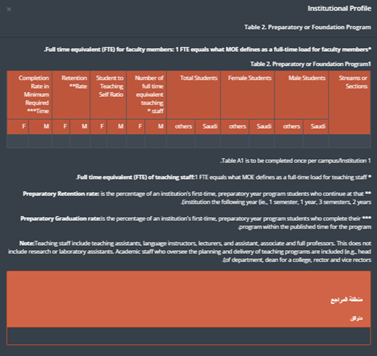 Institutional Profile
Table 2. Preparatory or Foundation Program
.Full time equivalent (FTE) for faculty members: 1 FTE equals what MOE defines as a full-time load for faculty members*
Table 2. Preparatory or Foundation Program1
Completion Rate in Minimum Required ***Time
Retention **Rate
Student to Teaching Self Ratio
Number of full time equivalent teaching * staff
Total Students
Female Students
Male Students
Streams or Sections
F M F M F M F M others Saudi others Saudi others Saudi
.Table A1 is to be completed once per campus/Institution 1
. Full time equivalent (FTE) of teaching staff:1 FTE equals what MOE defines as a full-time load for teaching staff *
Preparatory Retention rate: is the percentage of an institution's first-time, preparatory year program students who continue at that **
.(institution the following year (ie., 1 semester, 1 year, 3 semesters, 2 years
Preparatory Graduation rate:is the percentage of an institution's first-time, preparatory year program students who complete their ***
.program within the published time for the program
Note:Teaching staff include teaching assistants, language instructors, lecturers, and assistant, associate and full professors. This does not
include research or laboratory assistants. Academic staff who oversee the planning and delivery of teaching programs are included (e.g., head
.(of department, dean for a college, rector and vice rectors
منطقة المراجع
متوافق